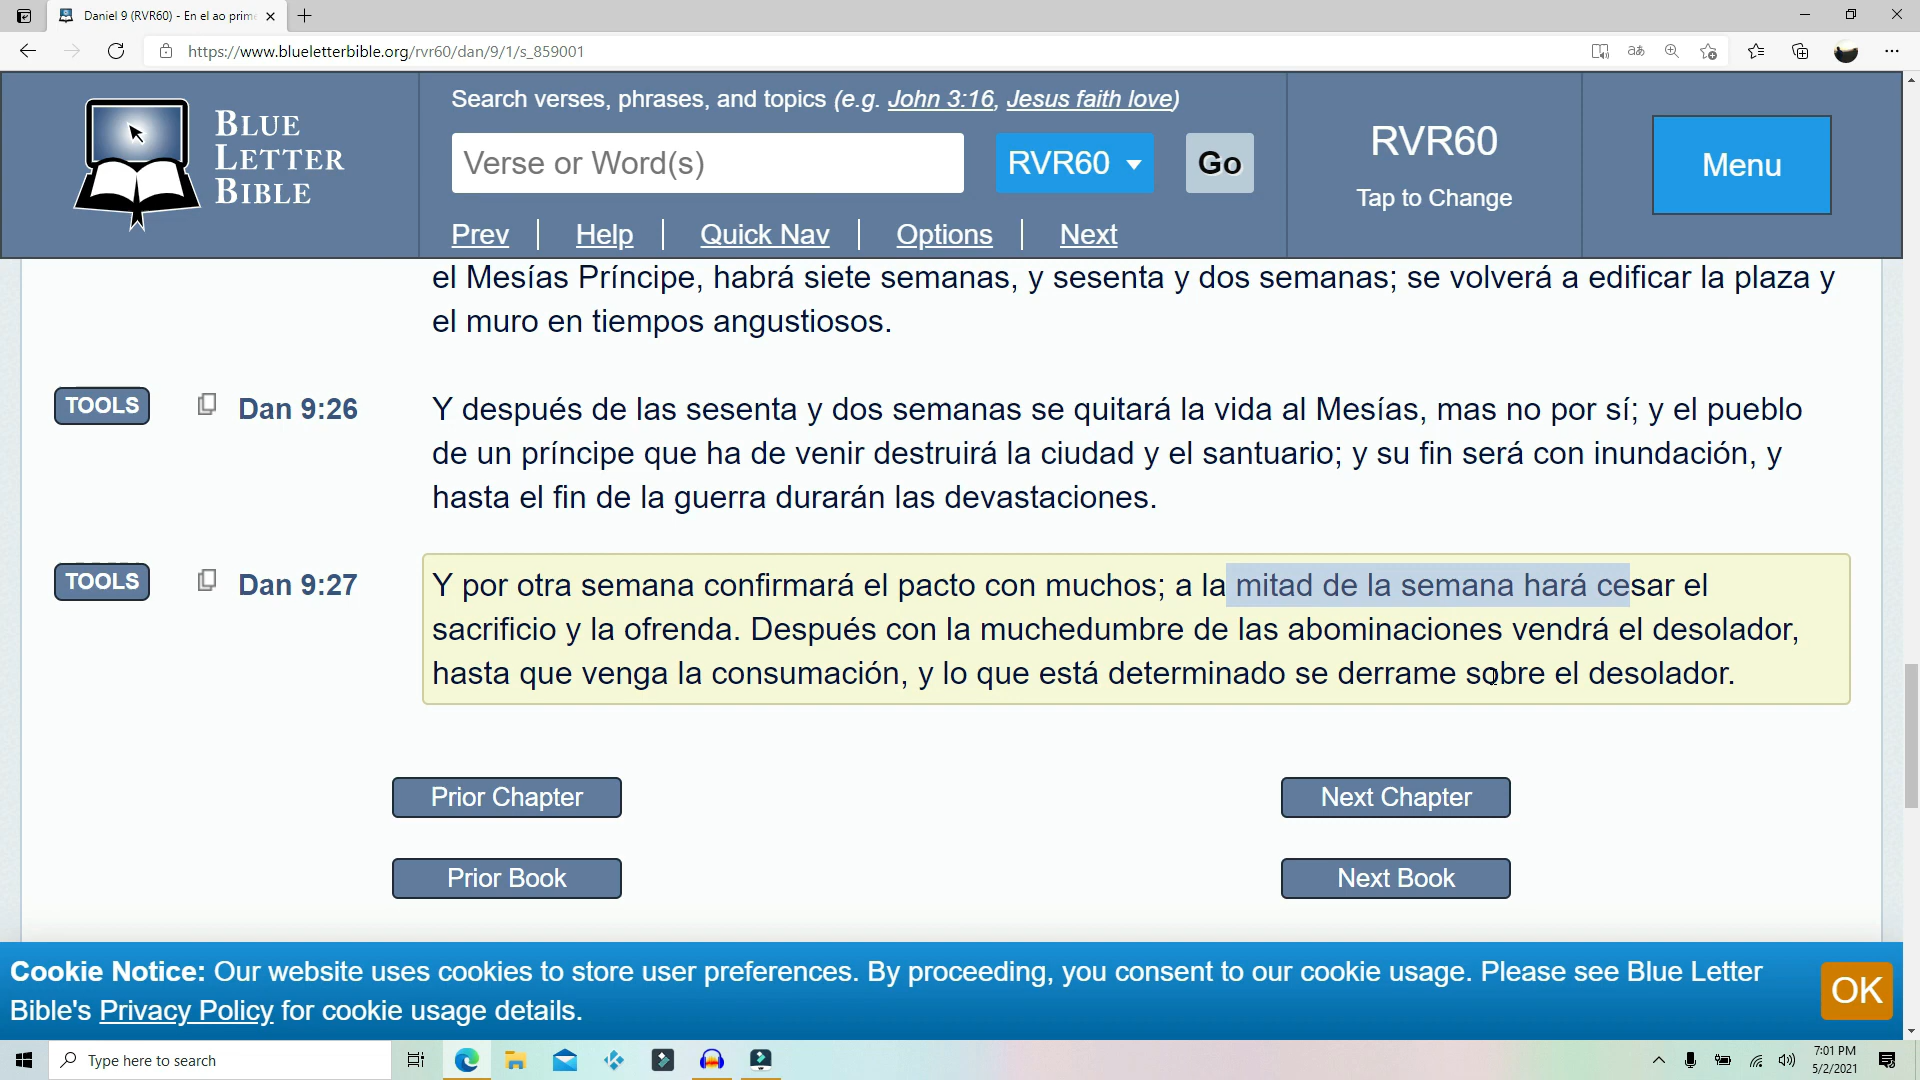 Daniel 9 (RVR60) - En el ao prim
https://www.blueletterbible.org/rvr60/dan/9/1/s_859001
BLUE
LETTER
BIBLE
Search verses, phrases, and topics (e.g. John 3:16, Jesus faith love)
Verse or Word(s)
RVR60
Go
Prev
Help
Quick Nav
Options
Next
RVR60
Tap to Change
Menu
el Mesías Príncipe, habrá siete semanas, y sesenta y dos semanas; se volverá a edificar la plaza y
el muro en tiempos angustiosos.
TOOLS
Dan 9:26
Y después de las sesenta y dos semanas se quitará la vida al Mesías, mas no por sí; y el pueblo
de un príncipe que ha de venir destruirá la ciudad y el santuario; y su fin será con inundación, y
hasta el fin de la guerra durarán las devastaciones.
TOOLS
Dan 9:27
Y por otra semana confirmará el pacto con muchos; a la mitad de la semana hará cesar el
sacrificio y la ofrenda. Después con la muchedumbre de las abominaciones vendrá el desolador,
hasta que venga la consumación, y lo que está determinado se derrame sobre el desolador.
Prior Chapter
Next Chapter
Prior Book
Next Book
Cookie Notice: Our website uses cookies to store user preferences. By proceeding, you consent to our cookie usage. Please see Blue Letter
Bible's Privacy Policy for cookie usage details.
OK
Type here to search
7:01 PM
5/2/2021